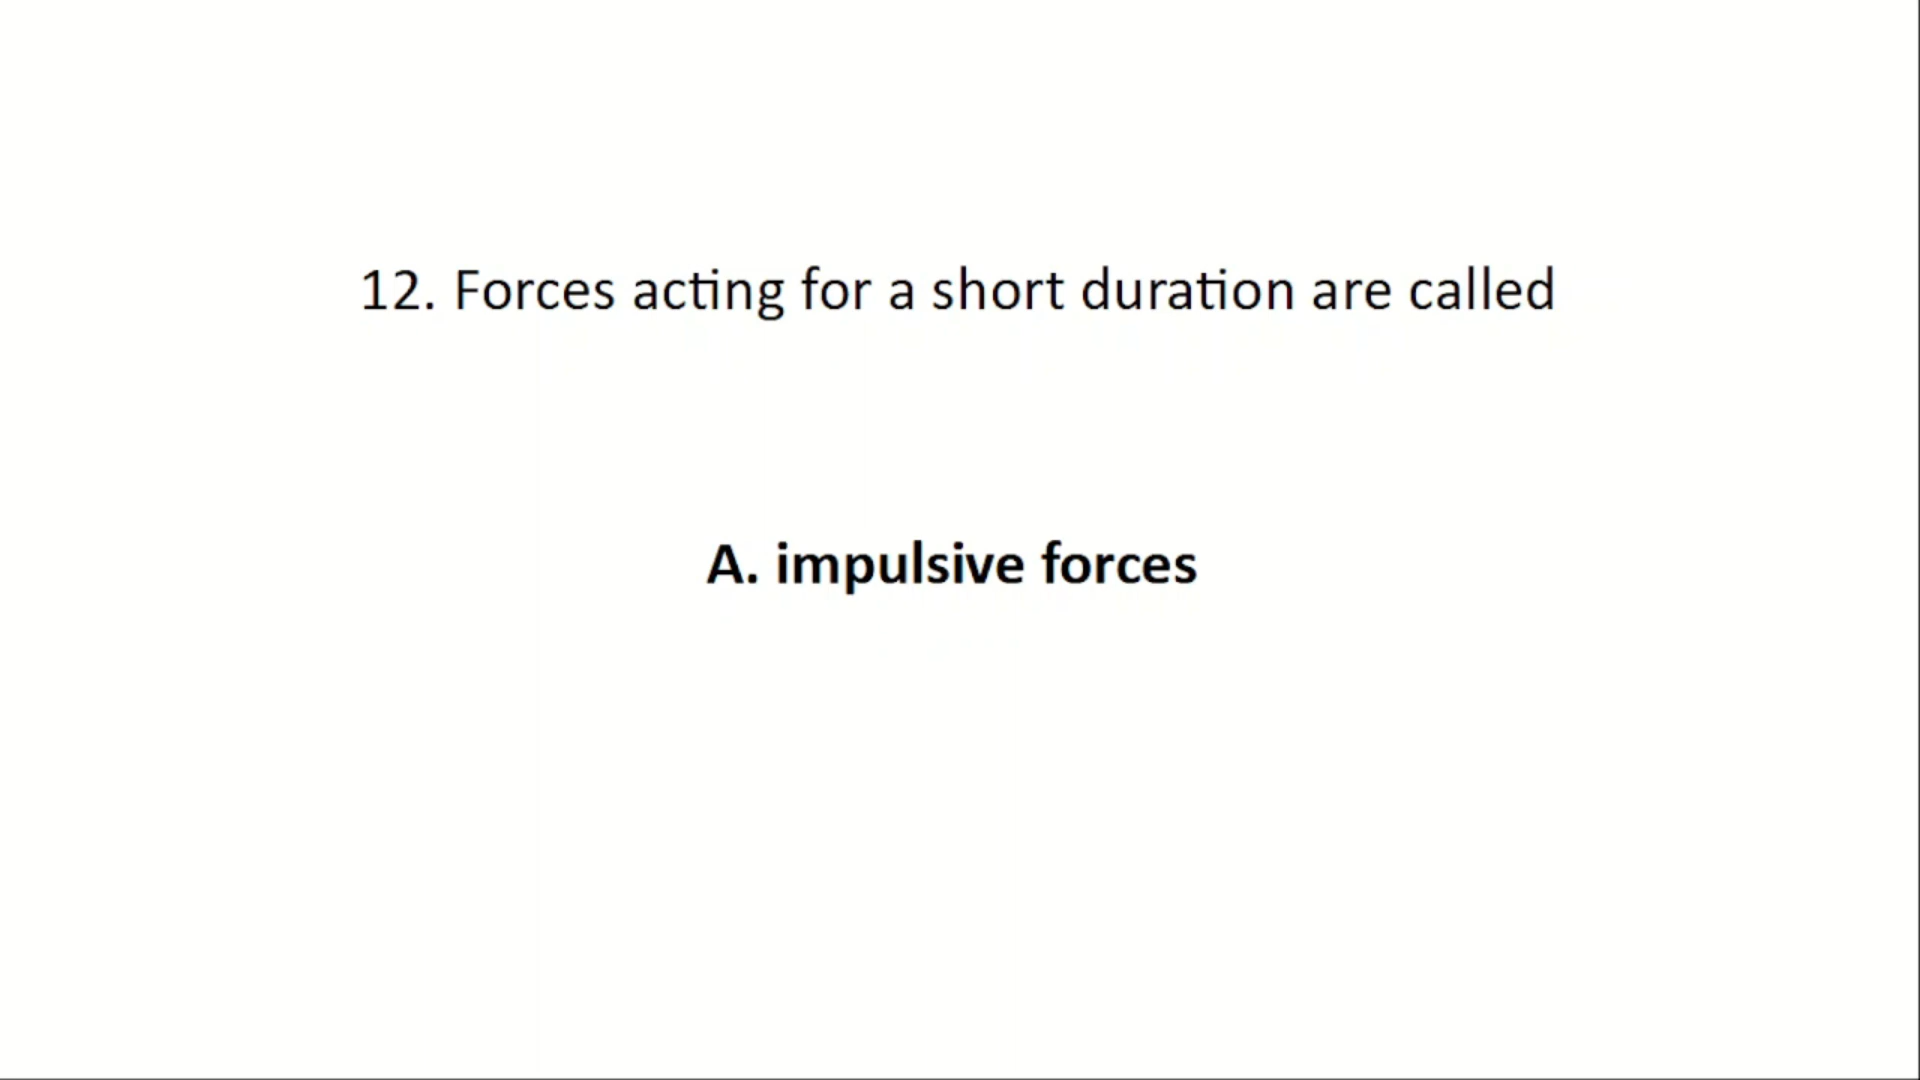 12. Forces acting for a short duration are called
A. impulsive forces